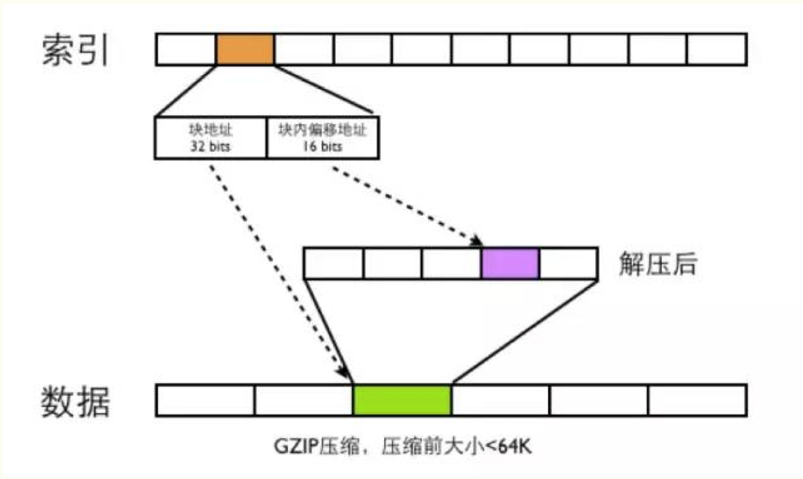 索引
块地址
32 bits
块内偏移地址
16 bits
解压后
数据
GZIP压缩，压缩前大小<64K